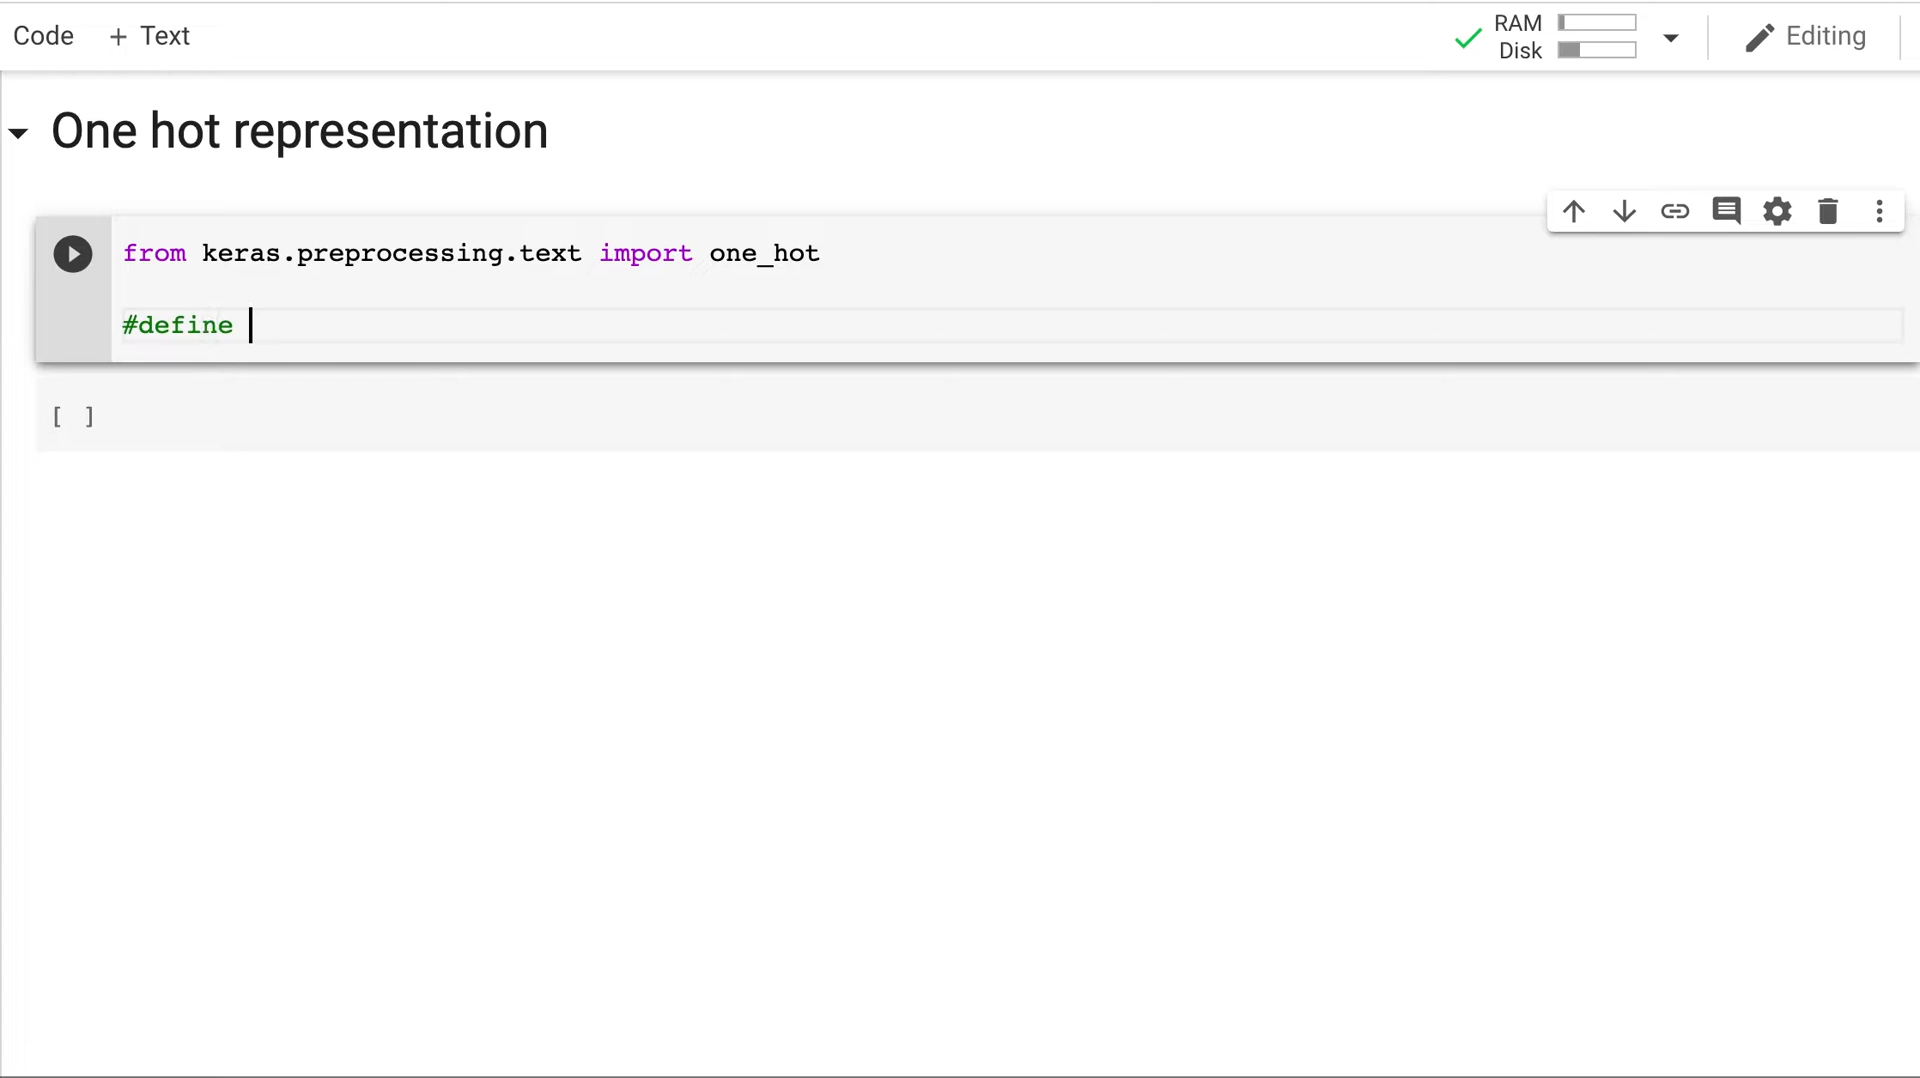 Code + Text
RAM
Disk
Editing
One hot representation
from keras.preprocessing.text import one_hot
#define
[ ]